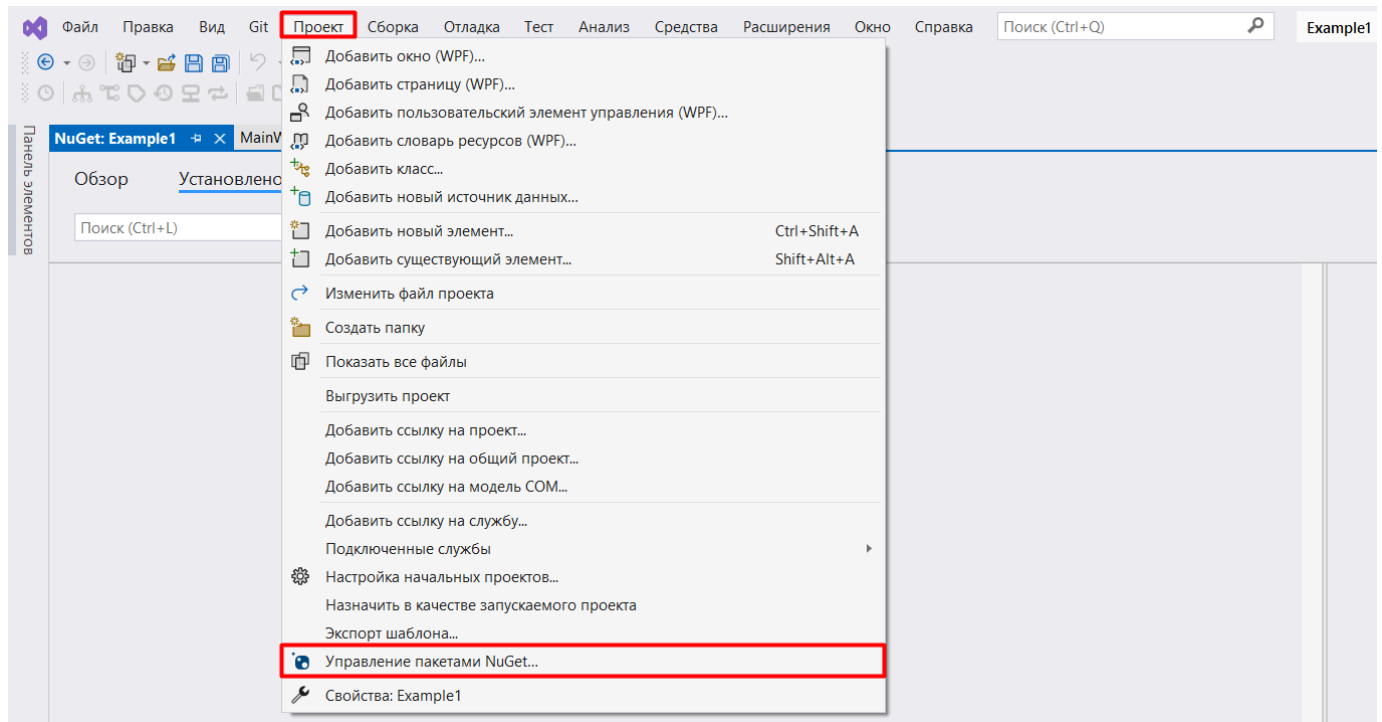 Файл Правка Вид Git Проект Сборка Отладка Тест Анализ Средства Расширения Окно Справка Поиск (Ctrl+Q) Example1
Панель элементов
NuGet: Example1 MainW
Обзор Установлено
Поиск (Ctrl+L)
Добавить окно (WPF)...
Добавить страницу (WPF)...
Добавить пользовательский элемент управления (WPF)...
Добавить словарь ресурсов (WPF)...
Добавить класс...
Добавить новый источник данных...
Добавить новый элемент... Ctrl+Shift+A
Добавить существующий элемент... Shift+Alt+A
Изменить файл проекта
Создать папку
Показать все файлы
Выгрузить проект
Добавить ссылку на проект...
Добавить ссылку на общий проект...
Добавить ссылку на модель COM...
Добавить ссылку на службу...
Подключенные службы
Настройка начальных проектов...
Назначить в качестве запускаемого проекта
Экспорт шаблона...
Управление пакетами NuGet...
Свойства: Example1